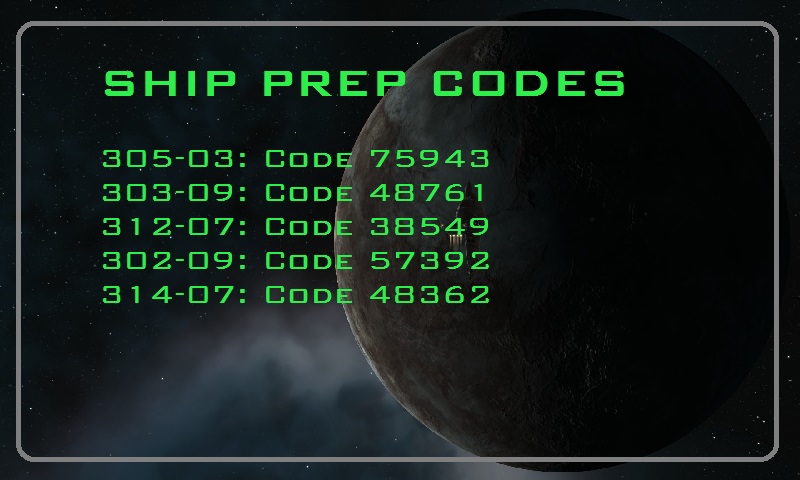 SHIP PREP CODES
305-03: Code 75943
303-09: Code 48761
312-07: Code 38549
302-09: Code 57392
314-07: Code 48362